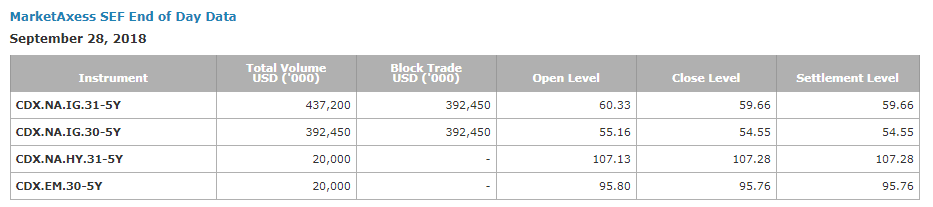 MarketAxess SEF End of Day Data
September 28, 2018
Instrument Total Volume USD ('000) Block Trade USD ('000) Open Level Close Level Settlement Level
CDX.NA.IG.31-5Y 437,200 392,450 60.33 59.66 59.66
CDX.NA.IG.30-5Y 392,450 392,450 55.16 54.55 54.55
CDX.NA.HY.31-5Y 20,000 - 107.13 107.28 107.28
CDX.EM.30-5Y 20,000 - 95.80 95.76 95.76